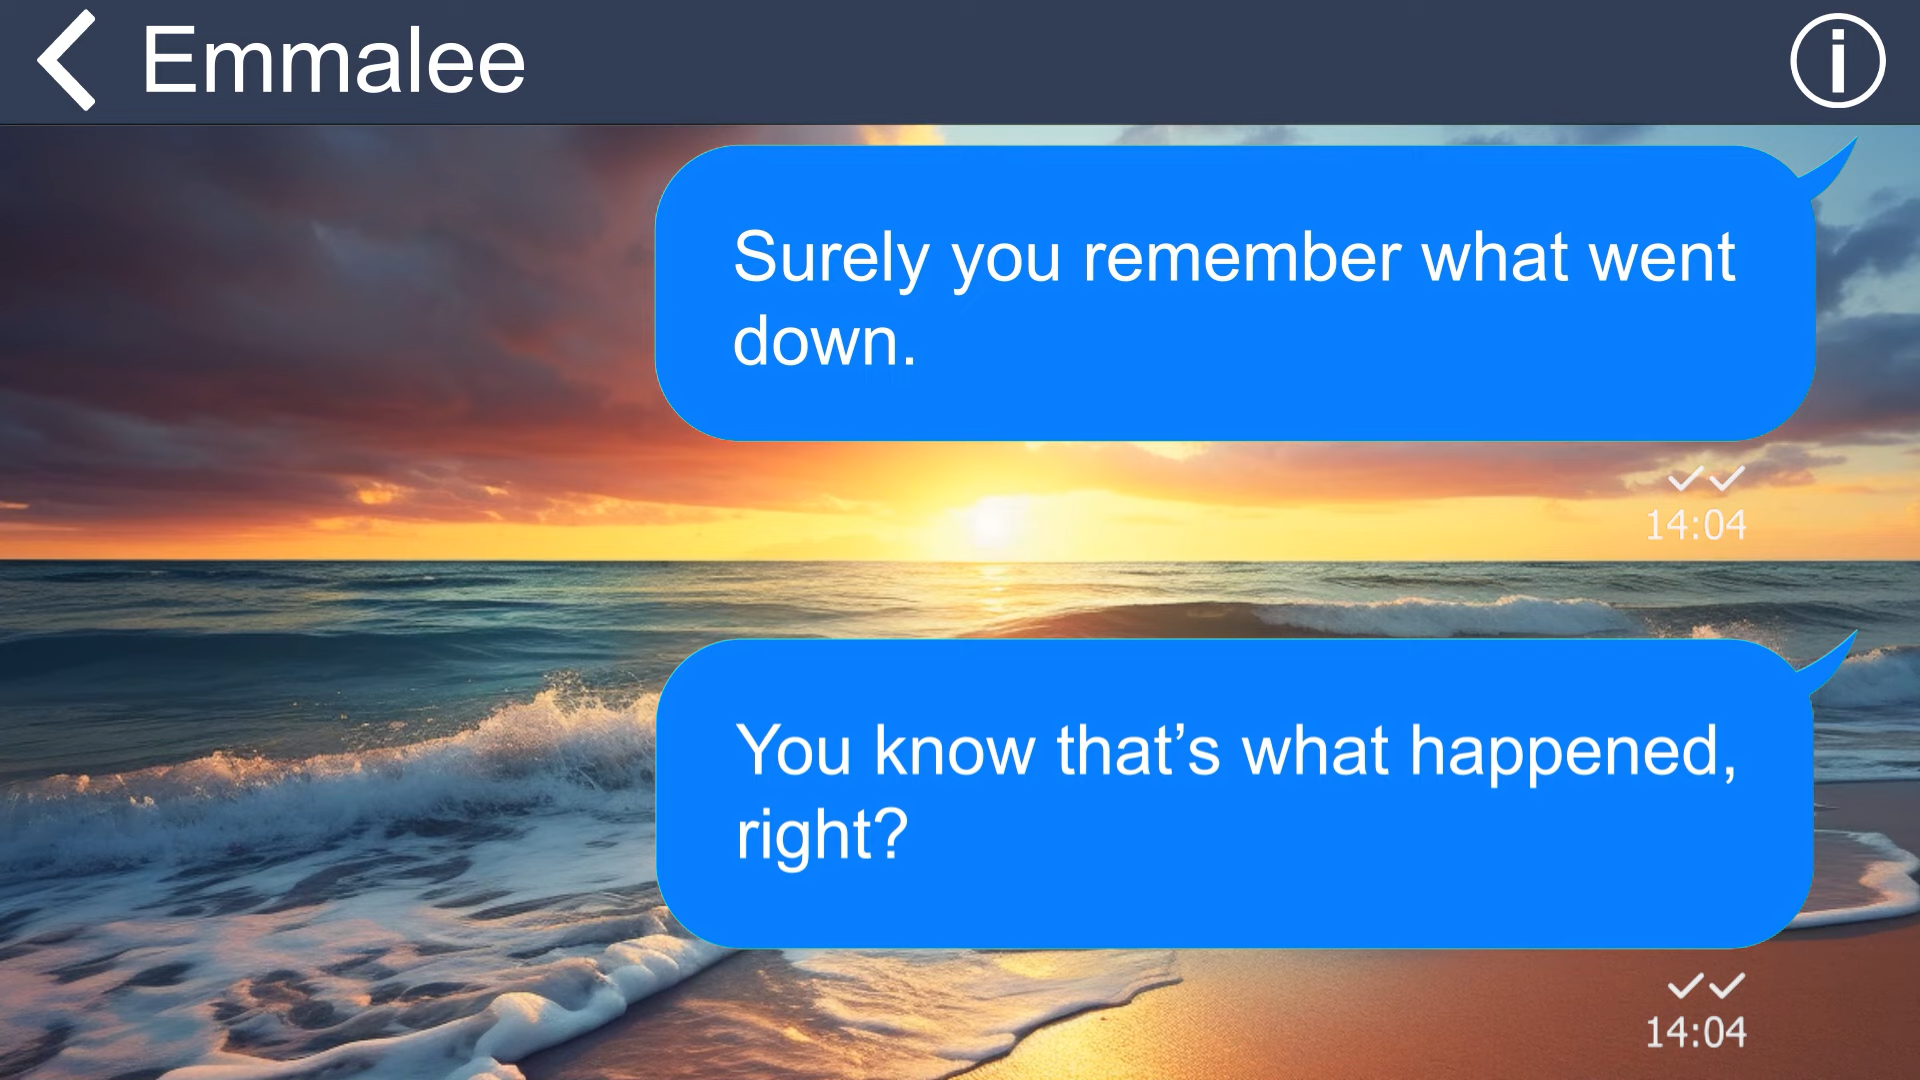 Emmalee
Surely you remember what went
down.
14:04
You know that’s what happened,
right?
14:04